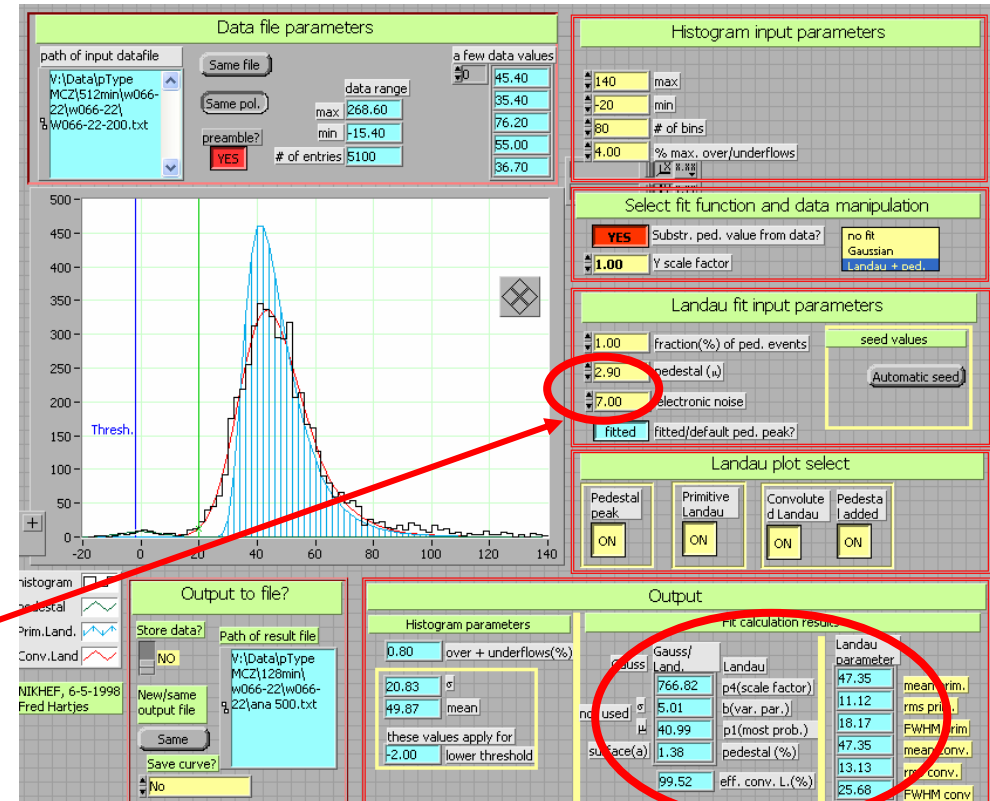 Data file parameters
path of input datafile
V:\Data\pType
MCZ\512min\w066-
22\w066-22\
W066-22-200.txt
Same file
Same pol.
preamble?
YES
data range
max 268.60
min -15.40
# of entries 5100
a few data values
0
45.40
35.40
76.20
55.00
36.70
Histogram input parameters
140 max
-20 min
80 # of bins
4.00 % max. over/underflows
Select fit function and data manipulation
YES Substr. ped. value from data?
1.00 Y scale factor
no fit
Gaussian
Landau + ped.
Landau fit input parameters
1.00 fraction(%) of ped. events
2.90 pedestal (µ)
7.00 electronic noise
fitted fitted/default ped. peak?
seed values
Automatic seed
Landau plot select
Pedestal
peak
ON
Primitive
Landau
ON
Convolute
d Landau
ON
Pedesta
l added
ON
500
450
400
350
300
250
200
150
100
50
0
Thresh.
-20 0 20 40 60 80 100 120 140
+
histogram
pedestal
Prim.Land.
Conv.Land
NIKHEF, 6-5-1998
Fred Hartjes
Output to file?
Store data?
NO
New/same
output file
Same
Save curve?
No
Path of result file
V:\Data\pType
MCZ\128min\
w066-22\w066-
22\ana 500.txt
Output
Histogram parameters
0.80 over + underflows(%)
20.83 σ
49.87 mean
these values apply for
-2.00 lower threshold
Fit calculation results
Gauss
Gauss/
Land.
Landau
766.82 p4(scale factor)
not used σ 5.01 b(var. par.)
µ 40.99 p1(most prob.)
surface(a) 1.38 pedestal (%)
99.52 eff. conv. L.(%)
Landau
parameter
47.35 mean prim.
11.12 rms prim.
18.17 FWHM prim
47.35 mean conv.
13.13 rms conv.
25.68 FWHM conv